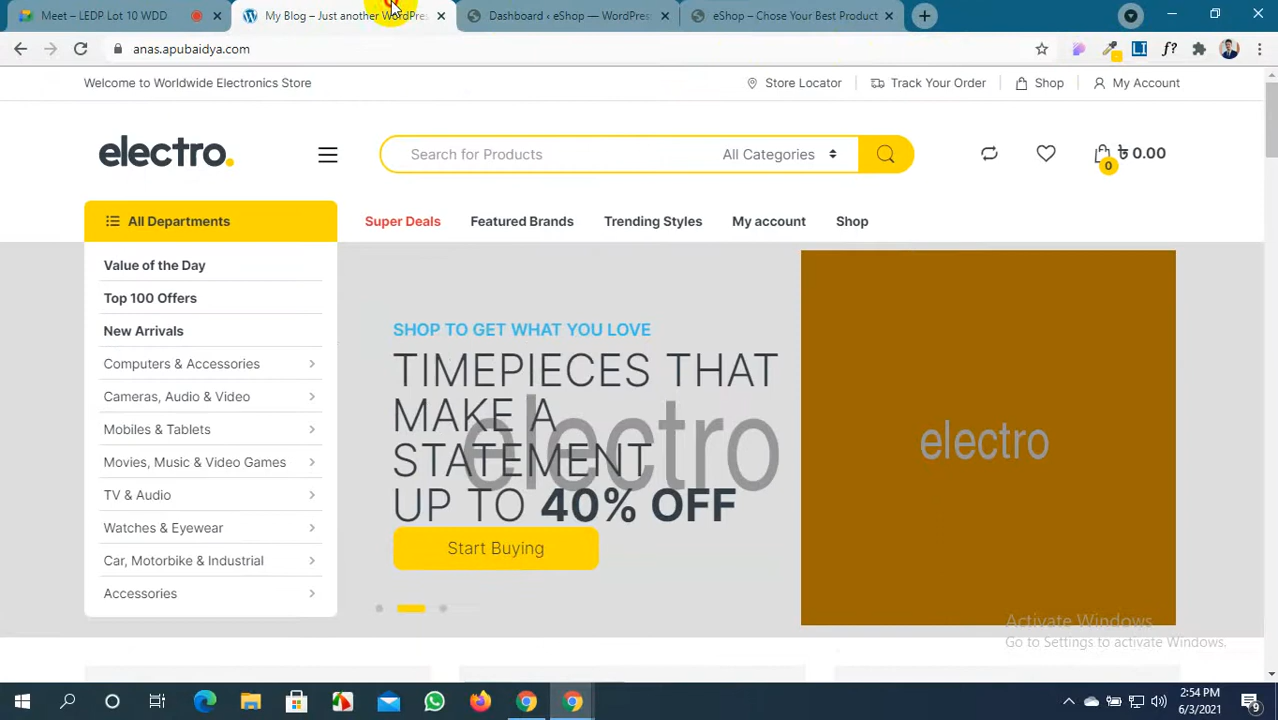 Meet – LEDP Lot 10 WDD
My Blog – Just another WordPres
Dashboard ‹ eShop — WordPres
eShop – Chose Your Best Product
anas.apubaidya.com
Welcome to Worldwide Electronics Store
Store Locator
Track Your Order
Shop
My Account
electro.
Search for Products
All Categories
৳ 0.00
0
All Departments
Super Deals
Featured Brands
Trending Styles
My account
Shop
Value of the Day
Top 100 Offers
New Arrivals
Computers & Accessories
Cameras, Audio & Video
Mobiles & Tablets
Movies, Music & Video Games
TV & Audio
Watches & Eyewear
Car, Motorbike & Industrial
Accessories
SHOP TO GET WHAT YOU LOVE
TIMEPIECES THAT
MAKE A
STATEMENT
UP TO 40% OFF
Start Buying
electro
electro
Activate Windows
Go to Settings to activate Windows.
2:54 PM
6/3/2021
9